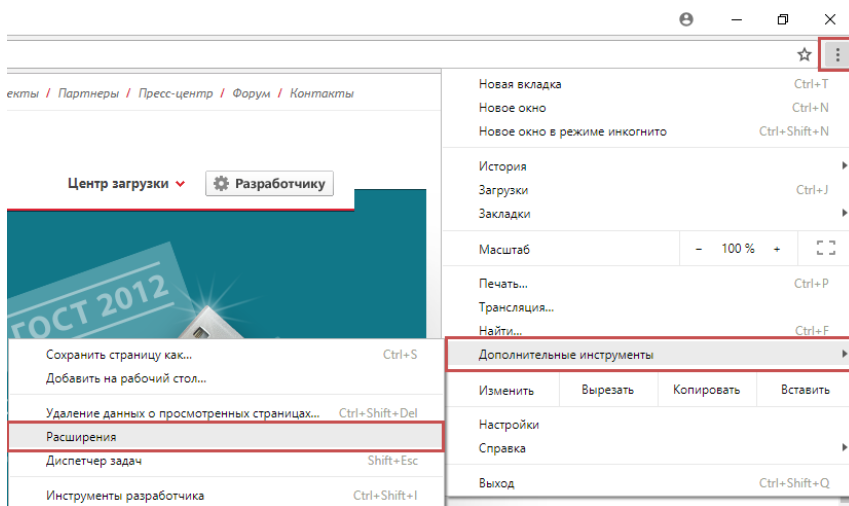 екты / Партнеры / Пресс-центр / Форум / Контакты
Центр загрузки
Разработчику
ГОСТ 2012
Новая вкладка Ctrl+T
Новое окно Ctrl+N
Новое окно в режиме инкогнито Ctrl+Shift+N
История
Загрузки Ctrl+J
Закладки
Масштаб - 100 % +
Печать... Ctrl+P
Трансляция...
Найти... Ctrl+F
Дополнительные инструменты
Изменить Вырезать Копировать Вставить
Настройки
Справка
Выход Ctrl+Shift+Q
Сохранить страницу как... Ctrl+S
Добавить на рабочий стол...
Удаление данных о просмотренных страницах... Ctrl+Shift+Del
Расширения
Диспетчер задач Shift+Esc
Инструменты разработчика Ctrl+Shift+I